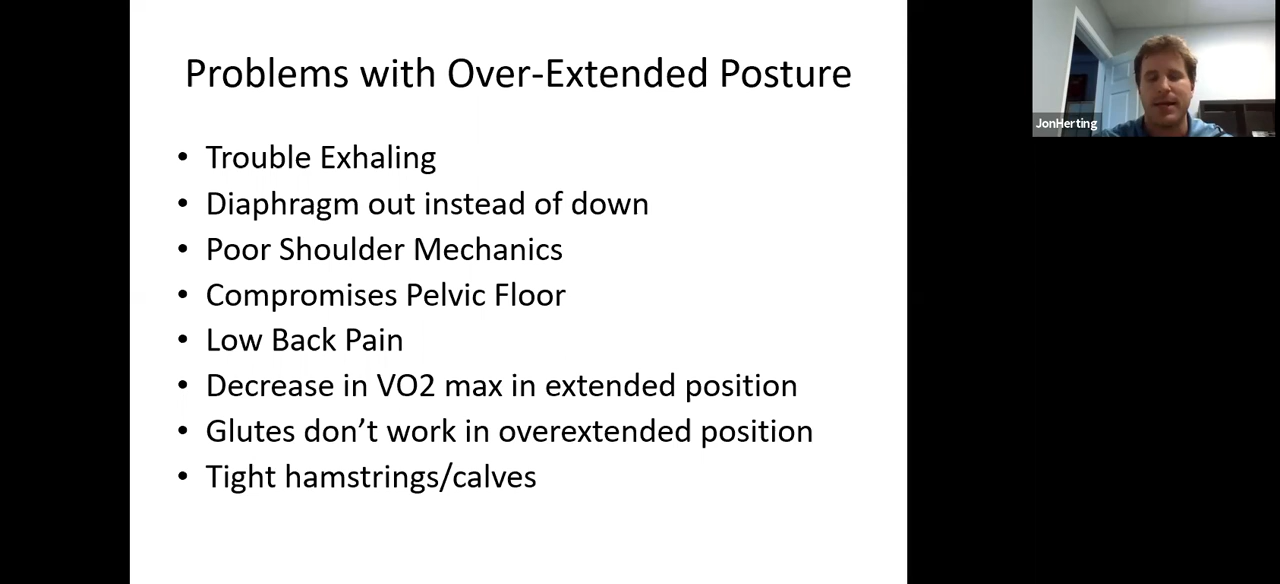 Problems with Over-Extended Posture
• Trouble Exhaling
• Diaphragm out instead of down
• Poor Shoulder Mechanics
• Compromises Pelvic Floor
• Low Back Pain
• Decrease in VO2 max in extended position
• Glutes don’t work in overextended position
• Tight hamstrings/calves
JonHerting